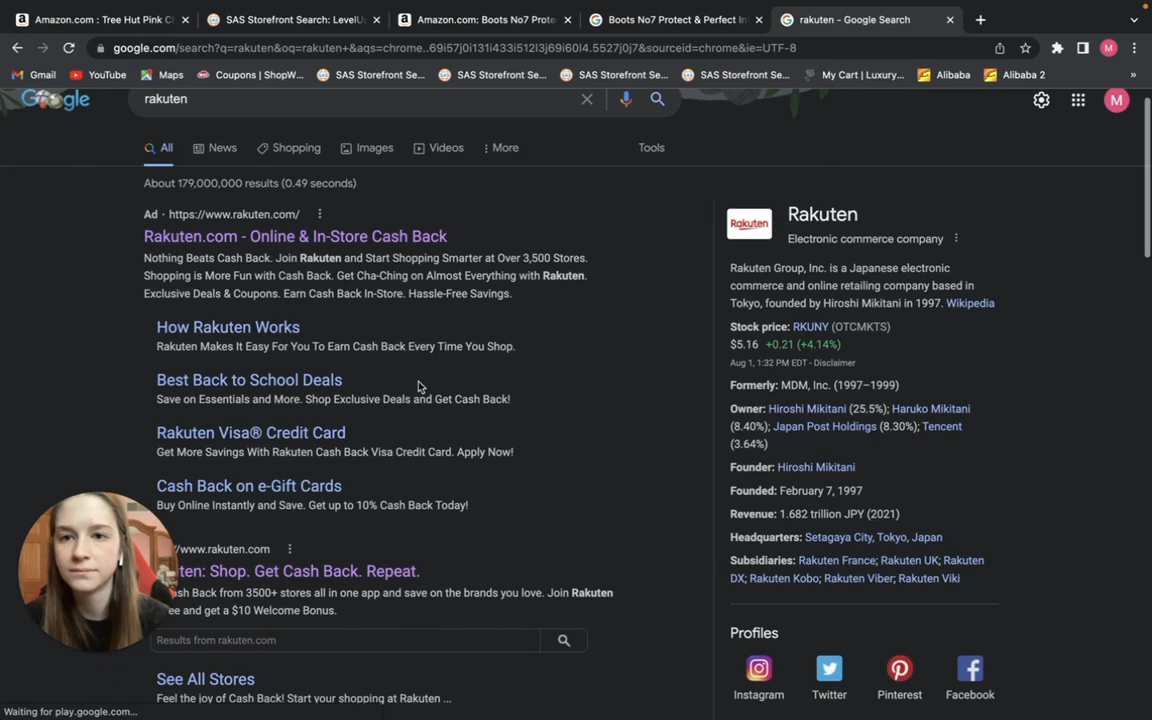 Amazon.com : Tree Hut Pink C
SAS Storefront Search: LevelU
Amazon.com: Boots No7 Prote
Boots No7 Protect & Perfect In
rakuten - Google Search
google.com/search?q=rakuten&oq=rakuten+&aqs=chrome..69i57j0i131i433i512l3j69i60l4.5527j0j7&sourceid=chrome&ie=UTF-8
M
Gmail
YouTube
Maps
Coupons | ShopW...
SAS Storefront Se...
SAS Storefront Se...
SAS Storefront Se...
SAS Storefront Se...
My Cart | Luxury...
Alibaba
Alibaba 2
»
Google
rakuten
M
All
News
Shopping
Images
Videos
More
Tools
About 179,000,000 results (0.49 seconds)
Ad · https://www.rakuten.com/
Rakuten.com - Online & In-Store Cash Back
Nothing Beats Cash Back. Join Rakuten and Start Shopping Smarter at Over 3,500 Stores.
Shopping is More Fun with Cash Back. Get Cha-Ching on Almost Everything with Rakuten.
Exclusive Deals & Coupons. Earn Cash Back In-Store. Hassle-Free Savings.
How Rakuten Works
Rakuten Makes It Easy For You To Earn Cash Back Every Time You Shop.
Best Back to School Deals
Save on Essentials and More. Shop Exclusive Deals and Get Cash Back!
Rakuten Visa® Credit Card
Get More Savings With Rakuten Cash Back Visa Credit Card. Apply Now!
Cash Back on e-Gift Cards
Buy Online Instantly and Save. Get up to 10% Cash Back Today!
/www.rakuten.com
ten: Shop. Get Cash Back. Repeat.
ash Back from 3500+ stores all in one app and save on the brands you love. Join Rakuten
ee and get a $10 Welcome Bonus.
Results from rakuten.com
See All Stores
Feel the joy of Cash Back! Start your shopping at Rakuten ...
Waiting for play.google.com...
Rakuten
Rakuten
Electronic commerce company
Rakuten Group, Inc. is a Japanese electronic
commerce and online retailing company based in
Tokyo, founded by Hiroshi Mikitani in 1997. Wikipedia
Stock price: RKUNY (OTCMKTS)
$5.16 +0.21 (+4.14%)
Aug 1, 1:32 PM EDT - Disclaimer
Formerly: MDM, Inc. (1997–1999)
Owner: Hiroshi Mikitani (25.5%) Haruko Mikitani
(8.40%); Japan Post Holdings (8.30%); Tencent
(3.64%)
Founder: Hiroshi Mikitani
Founded: February 7, 1997
Revenue: 1.682 trillion JPY (2021)
Headquarters: Setagaya City, Tokyo, Japan
Subsidiaries: Rakuten France; Rakuten UK; Rakuten
DX; Rakuten Kobo; Rakuten Viber; Rakuten Viki
Profiles
Instagram
Twitter
Pinterest
Facebook